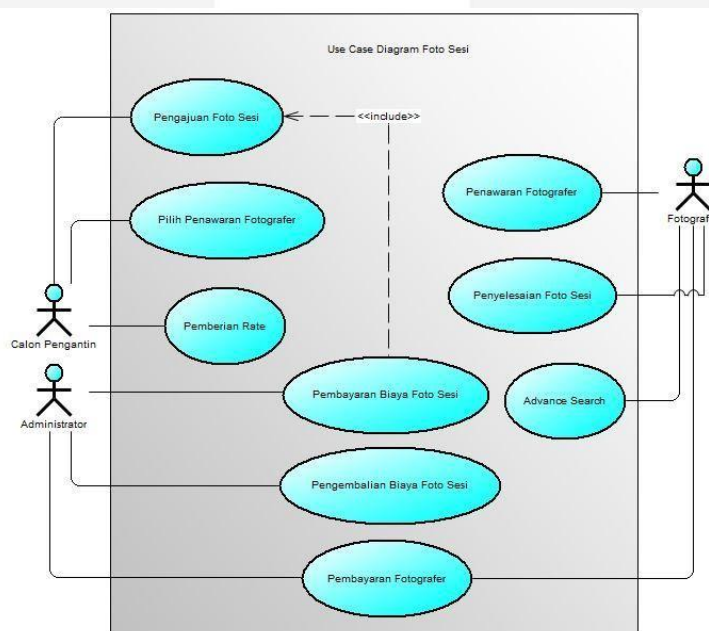 Use Case Diagram Foto Sesi
Pengajuan Foto Sesi
<<include>>
Penawaran Fotografer
Fotograf
Pilih Penawaran Fotografer
Penyelesaian Foto Sesi
Pemberian Rate
Calon Pengantin
Pembayaran Biaya Foto Sesi
Advance Search
Administrator
Pengembalian Biaya Foto Sesi
Pembayaran Fotografer